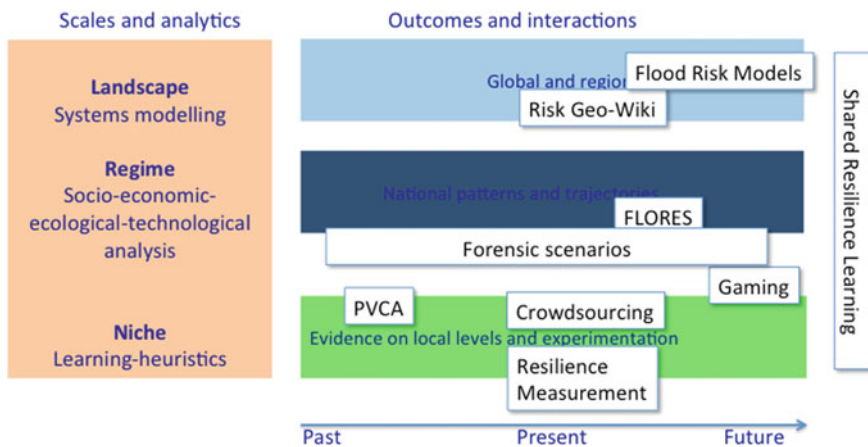 Scales and analytics
Outcomes and interactions
Landscape
Systems modelling
Global and region
Flood Risk Models
Risk Geo-Wiki
Regime
Socio-economic-
ecological-technological
analysis
National patterns and trajectories
FLORES
Forensic scenarios
Gaming
Niche
Learning-heuristics
PVCA
Crowdsourcing
Evidence on local levels and experimentation
Resilience
Measurement
Past
Present
Future
Shared Resilience Learning